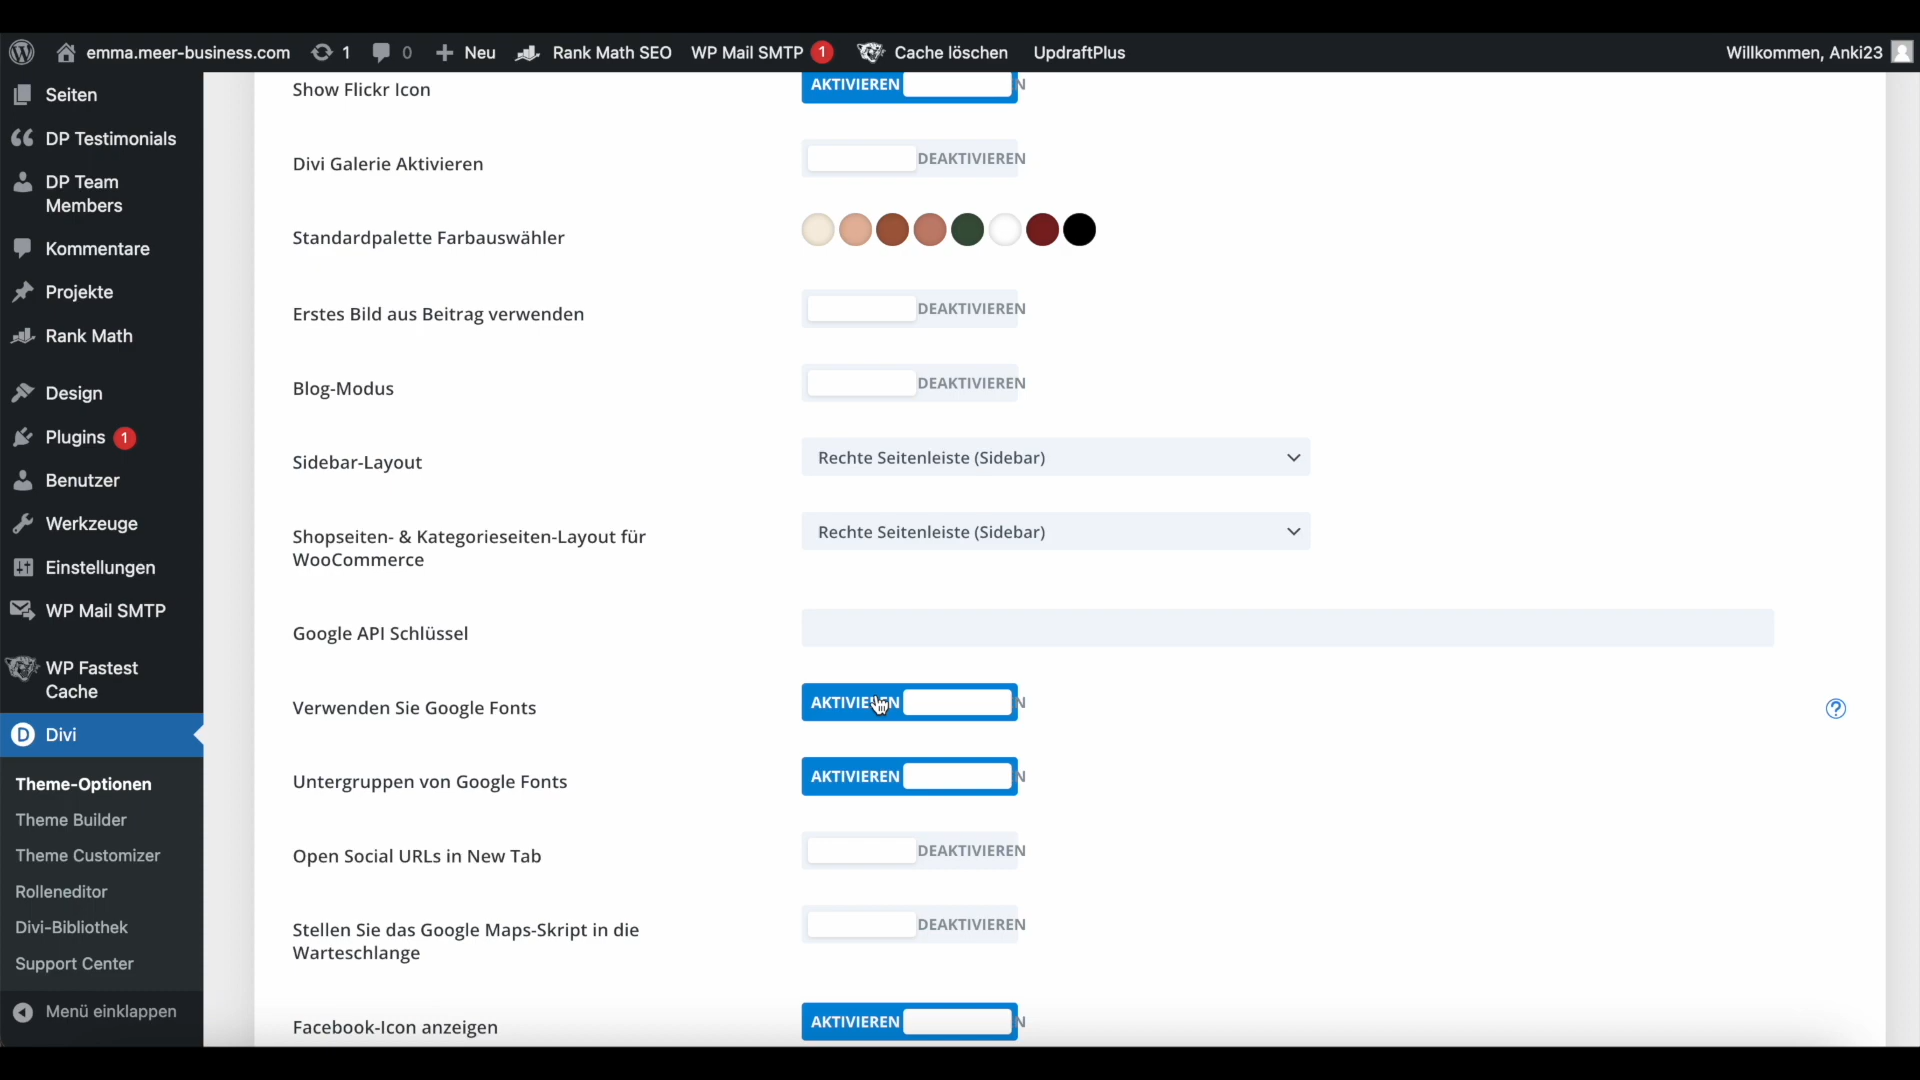 emma.meer-business.com 1 0 Neu Rank Math SEO WP Mail SMTP 1 Cache löschen UpdraftPlus Willkommen, Anki23
Seiten
DP Testimonials
DP Team
Members
Kommentare
Projekte
Rank Math
Design
Plugins 1
Benutzer
Werkzeuge
Einstellungen
WP Mail SMTP
WP Fastest
Cache
D Divi
Theme-Optionen
Theme Builder
Theme Customizer
Rolleneditor
Divi-Bibliothek
Support Center
Menü einklappen
Show Flickr Icon AKTIVIEREN N
Divi Galerie Aktivieren DEAKTIVIEREN
Standardpalette Farbauswähler
Erstes Bild aus Beitrag verwenden DEAKTIVIEREN
Blog-Modus DEAKTIVIEREN
Sidebar-Layout Rechte Seitenleiste (Sidebar)
Shopseiten- & Kategorieseiten-Layout für Rechte Seitenleiste (Sidebar)
WooCommerce
Google API Schlüssel
Verwenden Sie Google Fonts AKTIVIEREN N ?
Untergruppen von Google Fonts AKTIVIEREN N
Open Social URLs in New Tab DEAKTIVIEREN
Stellen Sie das Google Maps-Skript in die DEAKTIVIEREN
Warteschlange
Facebook-Icon anzeigen AKTIVIEREN N